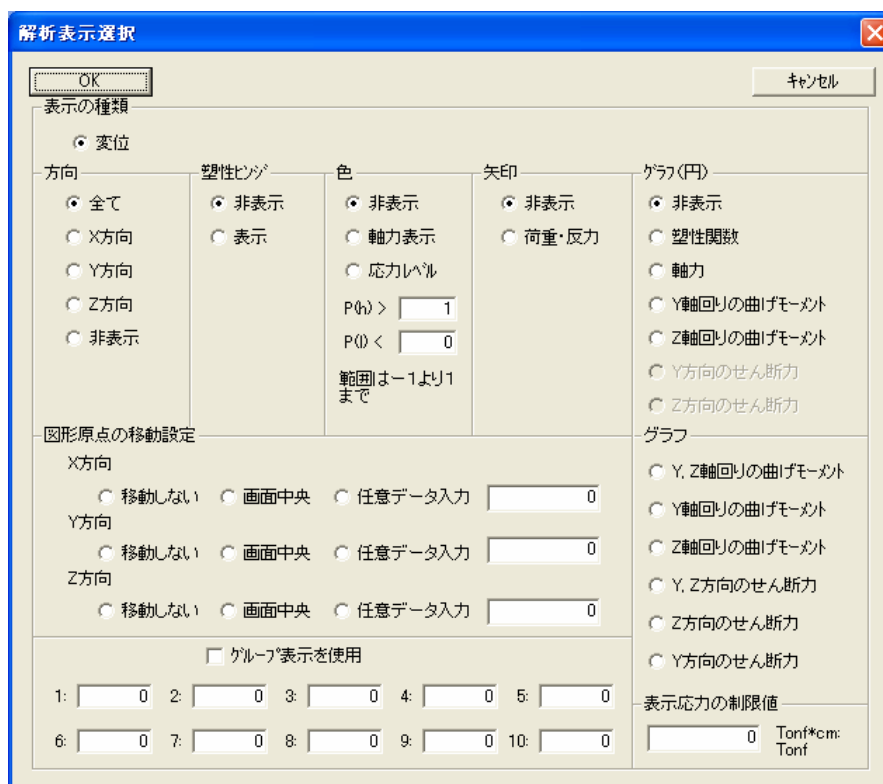 解析表示選択
OK
キャンセル
表示の種類
変位
方向
全て
X方向
Y方向
Z方向
非表示
塑性ヒンジ
非表示
表示
色
非表示
軸力表示
応力レベル
P(h) > 1
P(l) < 0
範囲はー1より1
まで
矢印
非表示
荷重・反力
グラフ(円)
非表示
塑性関数
軸力
Y軸回りの曲げモーメント
Z軸回りの曲げモーメント
Y方向のせん断力
Z方向のせん断力
図形原点の移動設定
X方向
移動しない 画面中央 任意データ入力 0
Y方向
移動しない 画面中央 任意データ入力 0
Z方向
移動しない 画面中央 任意データ入力 0
グラフ
Y, Z軸回りの曲げモーメント
Y軸回りの曲げモーメント
Z軸回りの曲げモーメント
Y, Z方向のせん断力
Z方向のせん断力
Y方向のせん断力
グループ表示を使用
1: 0 2: 0 3: 0 4: 0 5: 0
6: 0 7: 0 8: 0 9: 0 10: 0
表示応力の制限値
0 Tonf*cm:
Tonf